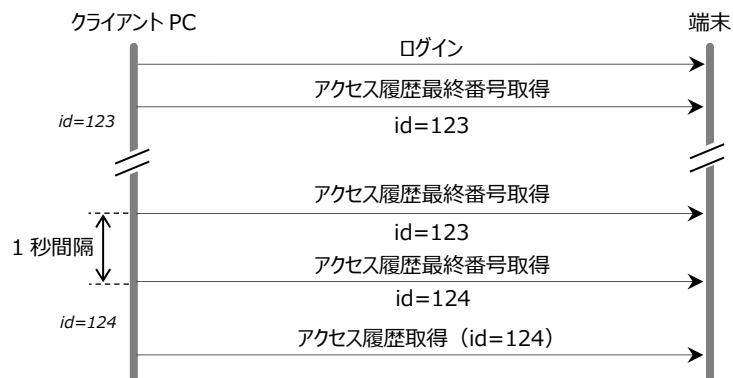 クライアント PC
端末
ログイン
アクセス履歴最終番号取得
id=123
id=123
アクセス履歴最終番号取得
id=123
1 秒間隔
アクセス履歴最終番号取得
id=124
id=124
アクセス履歴取得（id=124）